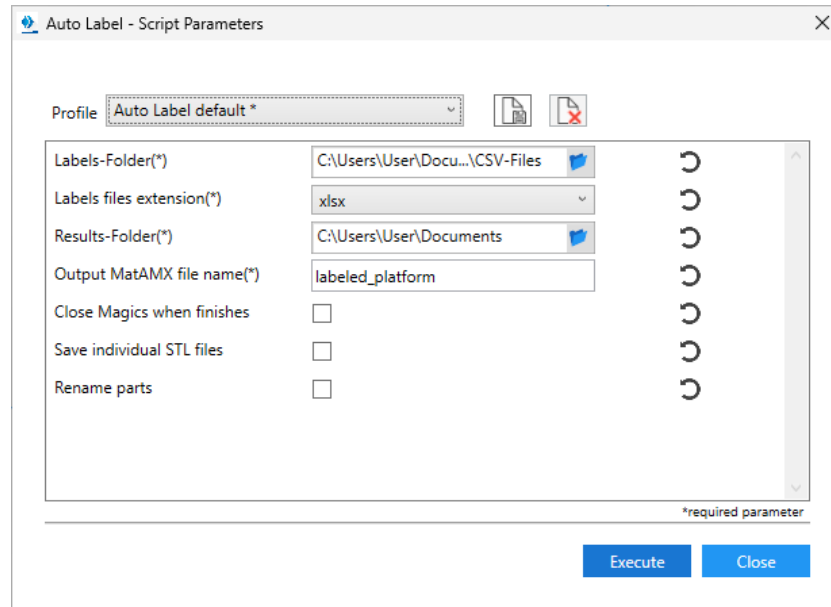 Auto Label - Script Parameters
Profile Auto Label default *
Labels-Folder(*) C:\Users\User\Docu...\CSV-Files
Labels files extension(*) xlsx
Results-Folder(*) C:\Users\User\Documents
Output MatAMX file name(*) labeled_platform
Close Magics when finishes
Save individual STL files
Rename parts
*required parameter
Execute Close